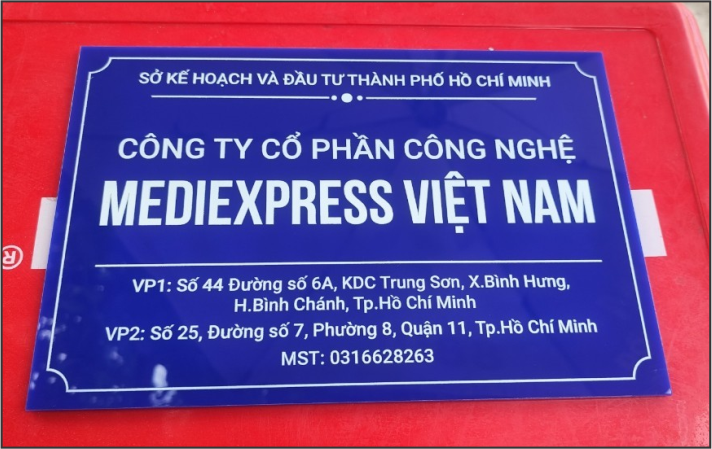 SỞ KẾ HOẠCH VÀ ĐẦU TƯ THÀNH PHỐ HỒ CHÍ MINH
CÔNG TY CỔ PHẦN CÔNG NGHỆ
MEDIEXPRESS VIỆT NAM
VP1: Số 44 Đường số 6A, KDC Trung Sơn, X.Bình Hưng,
H.Bình Chánh, Tp.Hồ Chí Minh
VP2: Số 25, Đường số 7, Phường 8, Quận 11, Tp.Hồ Chí Minh
MST: 0316628263
®